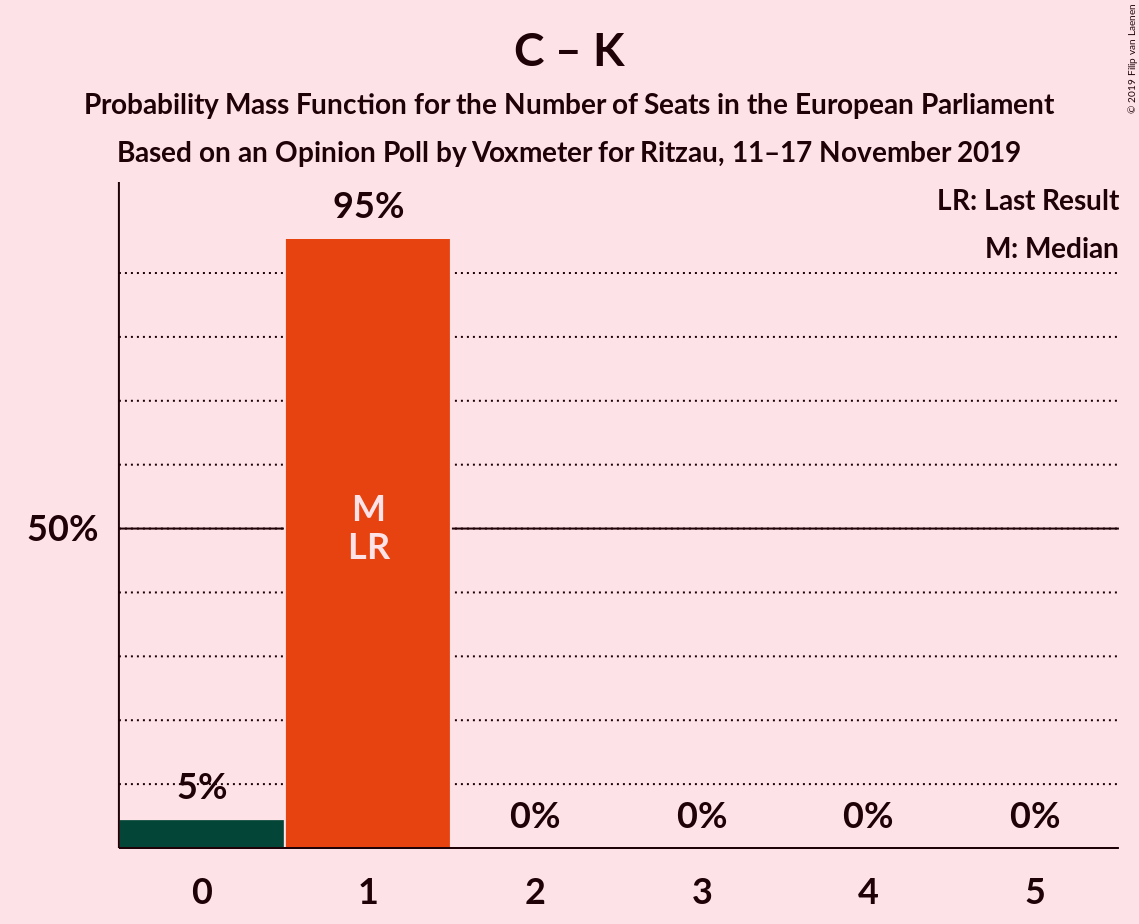 C – K
Probability Mass Function for the Number of Seats in the European Parliament
Based on an Opinion Poll by Voxmeter for Ritzau, 11–17 November 2019
© 2019 Filip van Laenen
LR: Last Result
M: Median
95%
M
LR
50%
5%
0%
0%
0%
0%
0
1
2
3
4
5